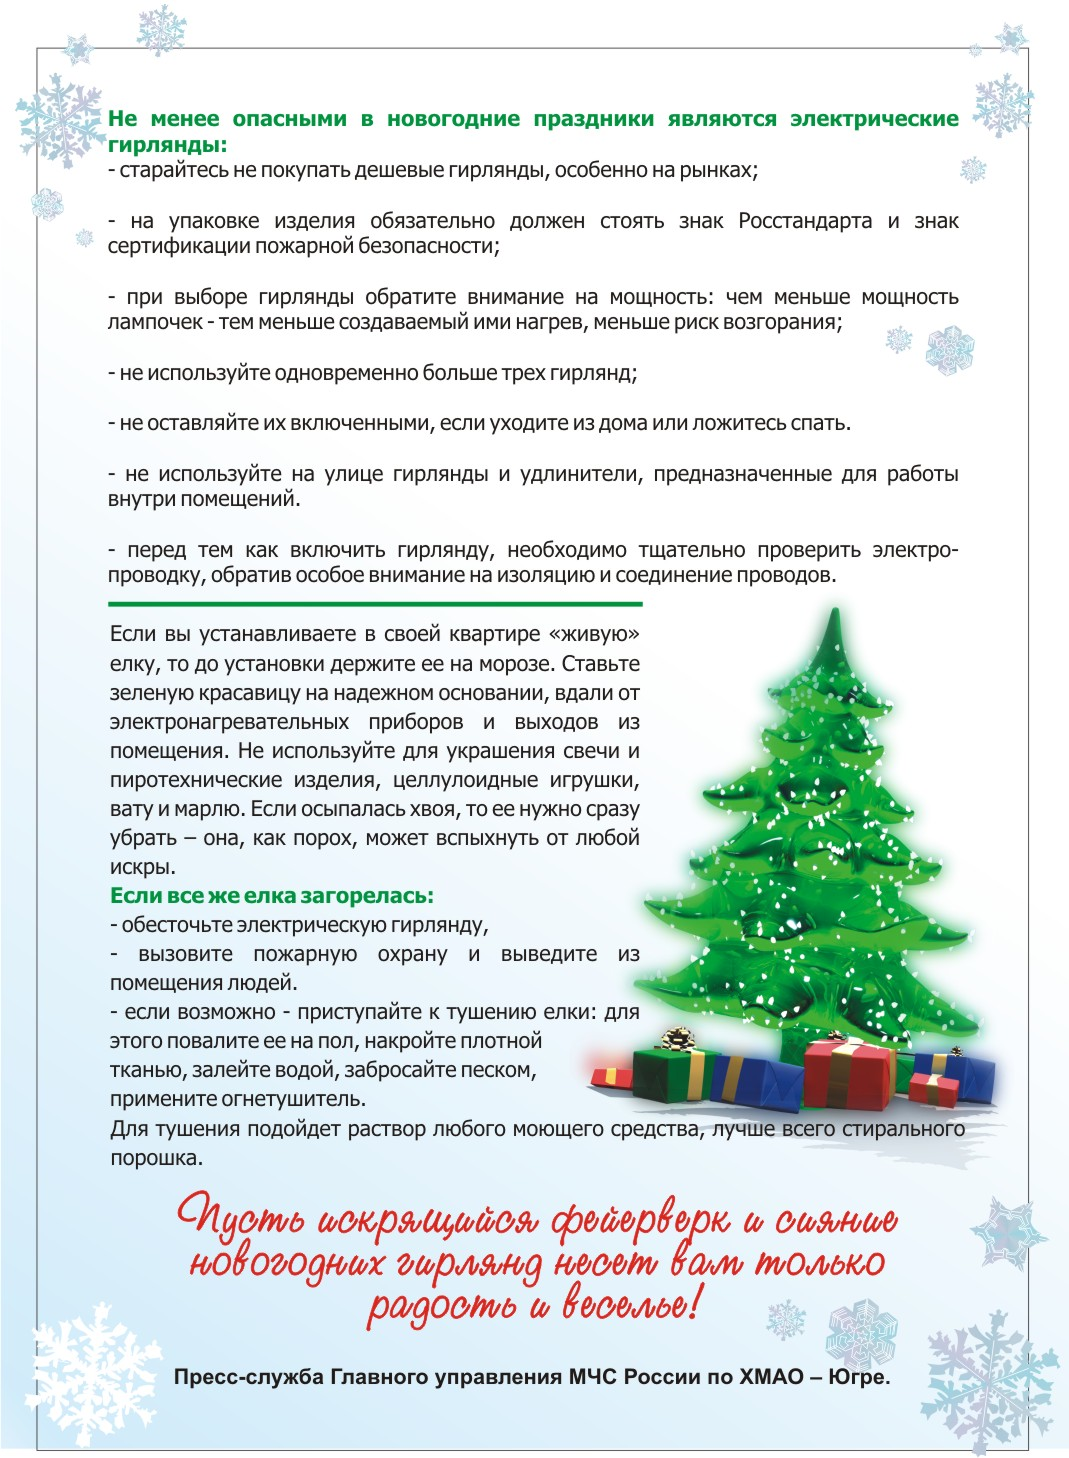 Не менее опасными в новогодние праздники являются электрические
гирлянды:
- старайтесь не покупать дешевые гирлянды, особенно на рынках;
- на упаковке изделия обязательно должен стоять знак Росстандарта и знак
сертификации пожарной безопасности;
- при выборе гирлянды обратите внимание на мощность: чем меньше мощность
лампочек - тем меньше создаваемый ими нагрев, меньше риск возгорания;
- не используйте одновременно больше трех гирлянд;
- не оставляйте их включенными, если уходите из дома или ложитесь спать.
- не используйте на улице гирлянды и удлинители, предназначенные для работы
внутри помещений.
- перед тем как включить гирлянду, необходимо тщательно проверить электро-
проводку, обратив особое внимание на изоляцию и соединение проводов.
Если вы устанавливаете в своей квартире «живую»
елку, то до установки держите ее на морозе. Ставьте
зеленую красавицу на надежном основании, вдали от
электронагревательных приборов и выходов из
помещения. Не используйте для украшения свечи и
пиротехнические изделия, целлулоидные игрушки,
вату и марлю. Если осыпалась хвоя, то ее нужно сразу
убрать – она, как порох, может вспыхнуть от любой
искры.
Если все же елка загорелась:
- обесточьте электрическую гирлянду,
- вызовите пожарную охрану и выведите из
помещения людей.
- если возможно - приступайте к тушению елки: для
этого повалите ее на пол, накройте плотной
тканью, залейте водой, забросайте песком,
примените огнетушитель.
Для тушения подойдет раствор любого моющего средства, лучше всего стирального
порошка.
Пусть искрящийся фейерверк и сияние
новогодних гирлянд несет вам только
радость и веселье!
Пресс-служба Главного управления МЧС России по ХМАО – Югре.